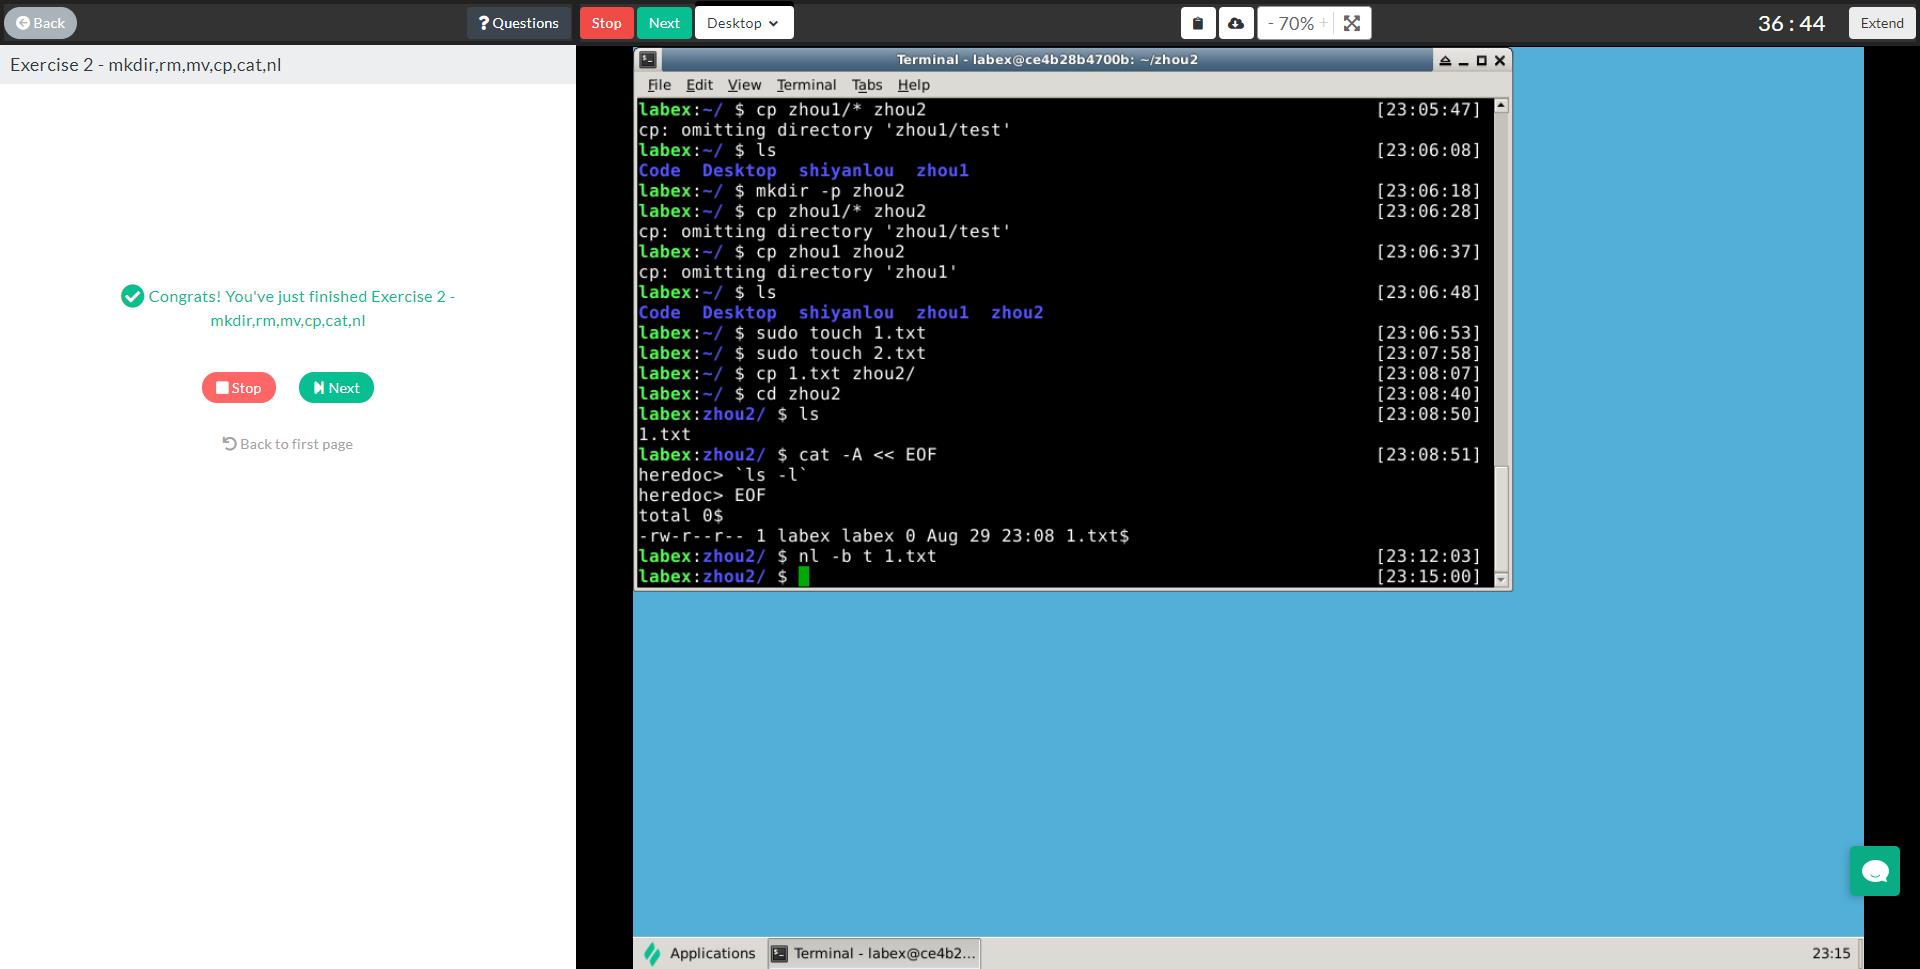 Back
? Questions
Stop
Next
Desktop
- 70% +
36 : 44
Extend
Exercise 2 - mkdir,rm,mv,cp,cat,nl
Congrats! You've just finished Exercise 2 -
mkdir,rm,mv,cp,cat,nl
Stop
Next
Back to first page
Terminal - labex@ce4b28b4700b: ~/zhou2
File Edit View Terminal Tabs Help
labex:~/ $ cp zhou1/* zhou2 [23:05:47]
cp: omitting directory 'zhou1/test'
labex:~/ $ ls [23:06:08]
Code Desktop shiyanlou zhou1
labex:~/ $ mkdir -p zhou2 [23:06:18]
labex:~/ $ cp zhou1/* zhou2 [23:06:28]
cp: omitting directory 'zhou1/test'
labex:~/ $ cp zhou1 zhou2 [23:06:37]
cp: omitting directory 'zhou1'
labex:~/ $ ls [23:06:48]
Code Desktop shiyanlou zhou1 zhou2
labex:~/ $ sudo touch 1.txt [23:06:53]
labex:~/ $ sudo touch 2.txt [23:07:58]
labex:~/ $ cp 1.txt zhou2/ [23:08:07]
labex:~/ $ cd zhou2 [23:08:40]
labex:zhou2/ $ ls [23:08:50]
1.txt
labex:zhou2/ $ cat -A << EOF [23:08:51]
heredoc> `ls -l`
heredoc> EOF
total 0$
-rw-r--r-- 1 labex labex 0 Aug 29 23:08 1.txt$
labex:zhou2/ $ nl -b t 1.txt [23:12:03]
labex:zhou2/ $ [23:15:00]
Applications
Terminal - labex@ce4b2...
23:15